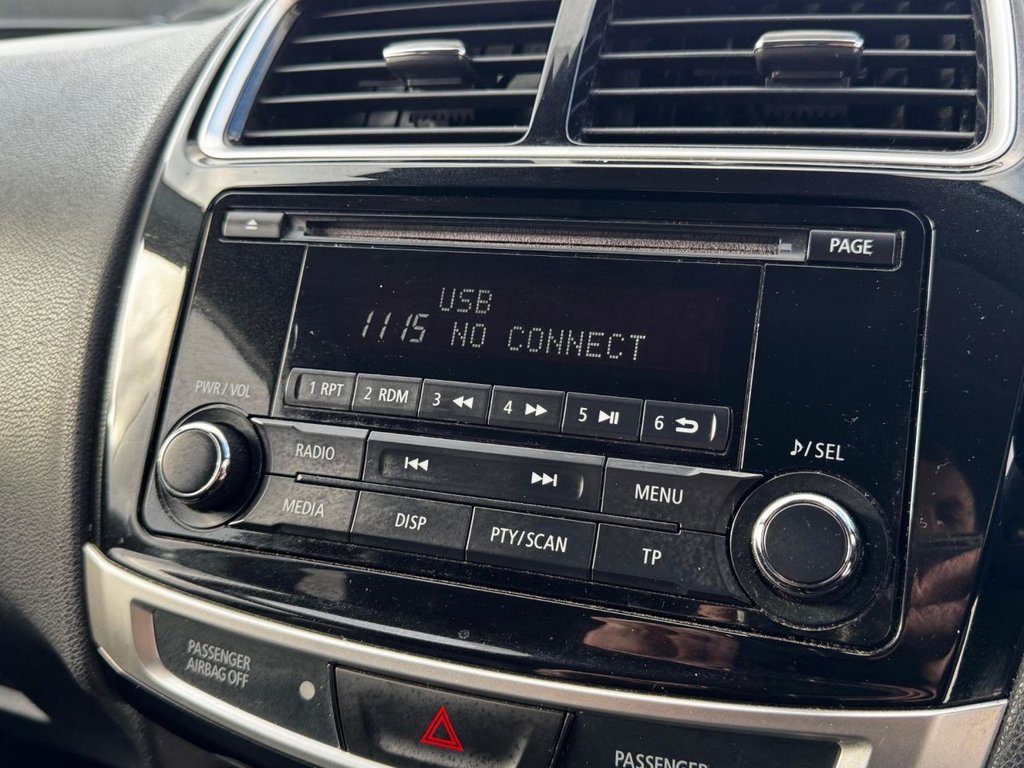 PAGE
USB
1115 NO CONNECT
PWR/VOL
1 RPT 2 RDM 3 4 5 6
♪/SEL
RADIO
MENU
MEDIA DISP PTY/SCAN TP
PASSENGER
AIRBAG OFF
PASSENGER